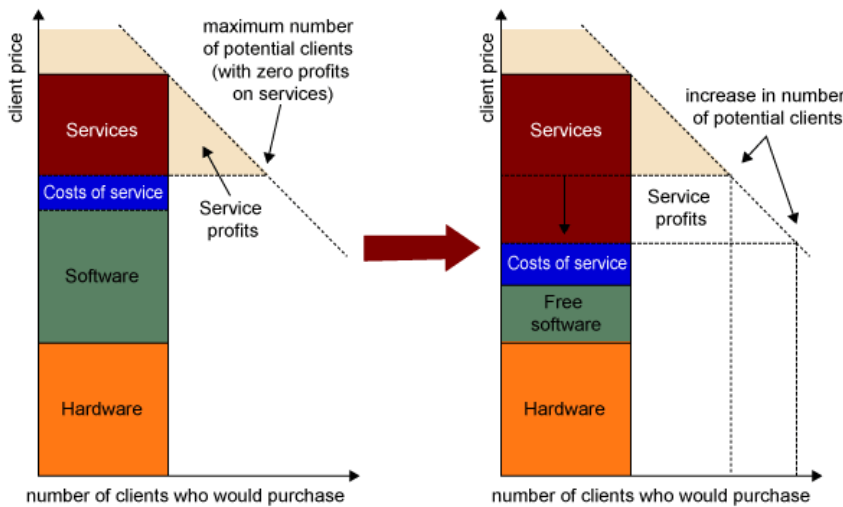 client price
maximum number
of potential clients
(with zero profits
on services)
Services
Costs of service
Service
profits
Software
Hardware
number of clients who would purchase
client price
increase in number
of potential clients
Services
Service
profits
Costs of service
Free
software
Hardware
number of clients who would purchase